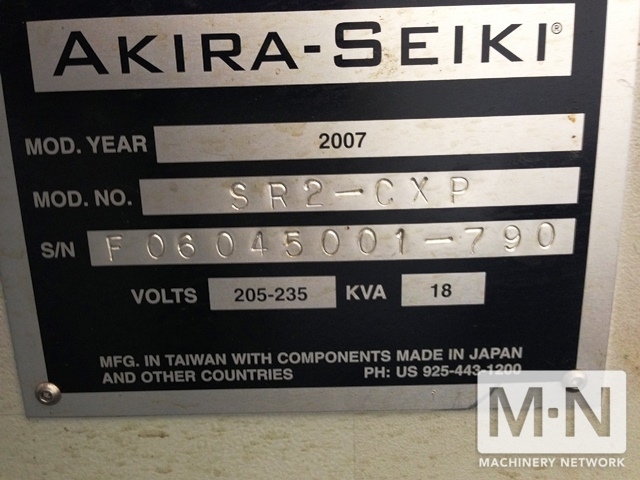 AKIRA-SEIKI®
MOD. YEAR 2007
MOD. NO. SR2-CXP
S/N F06045001-790
VOLTS 205-235 KVA 18
MFG. IN TAIWAN WITH COMPONENTS MADE IN JAPAN
AND OTHER COUNTRIES PH: US 925-443-1200
M·N
MACHINERY NETWORK